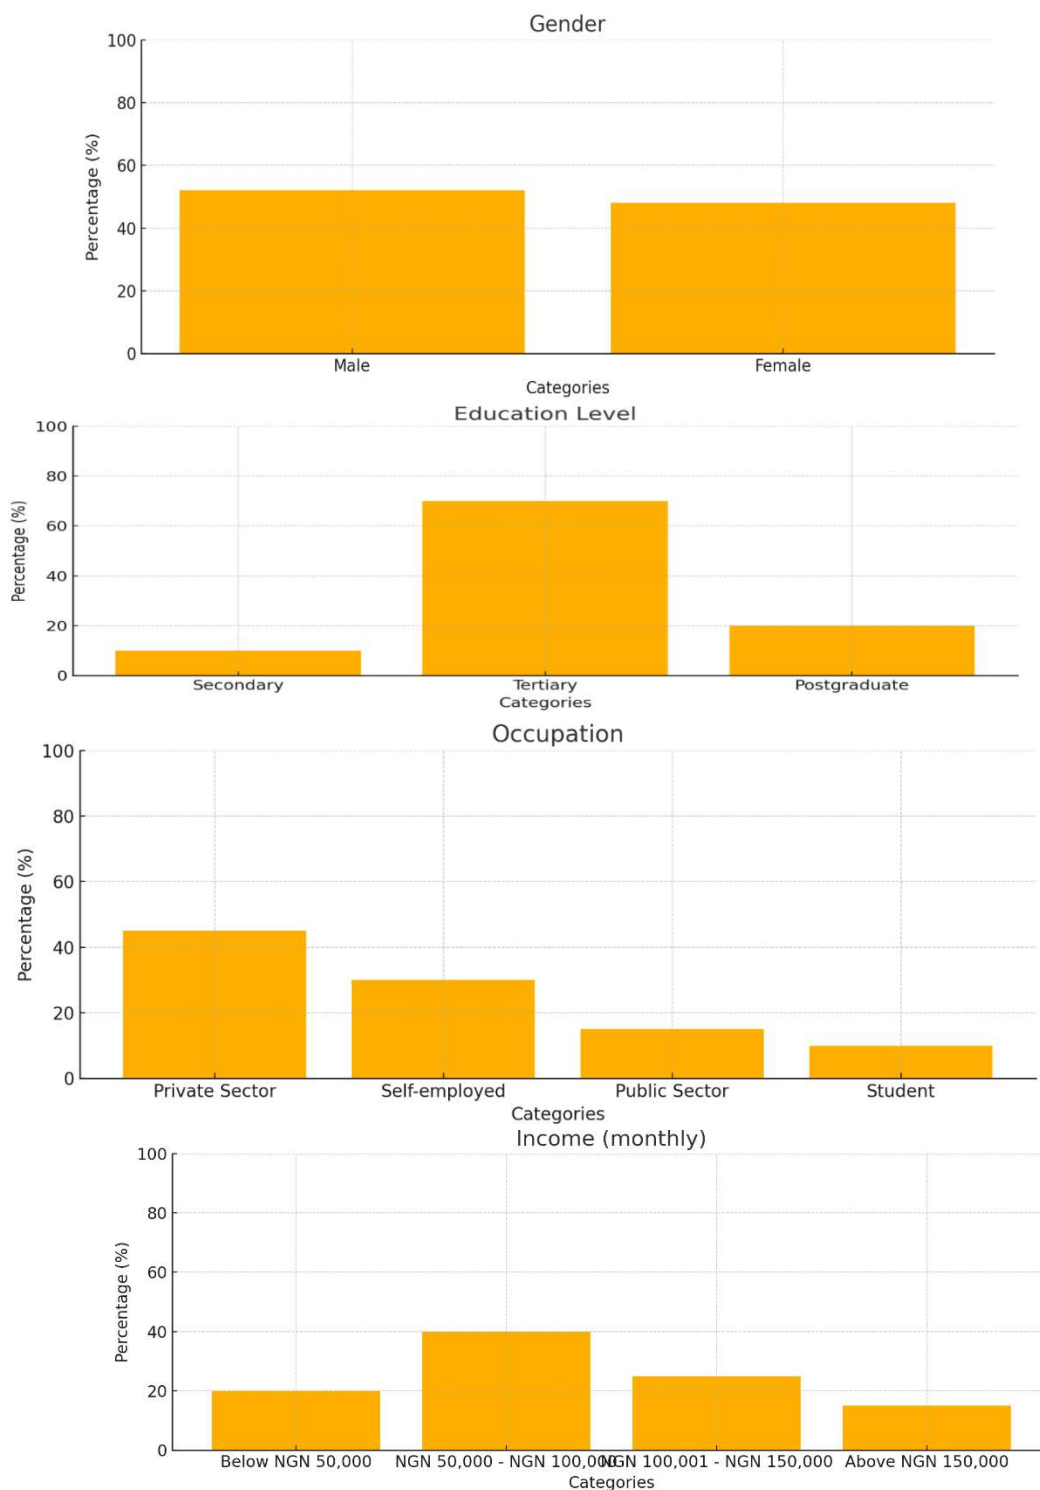 Gender
100
80
60
40
20
0
Percentage (%)
Male Female
Categories
Education Level
100
80
60
40
20
0
Percentage (%)
Secondary Tertiary Postgraduate
Categories
Occupation
100
80
60
40
20
0
Percentage (%)
Private Sector Self-employed Public Sector Student
Categories
Income (monthly)
100
80
60
40
20
0
Percentage (%)
Below NGN 50,000 NGN 50,000 - NGN 100,000 NGN 100,001 - NGN 150,000 Above NGN 150,000
Categories